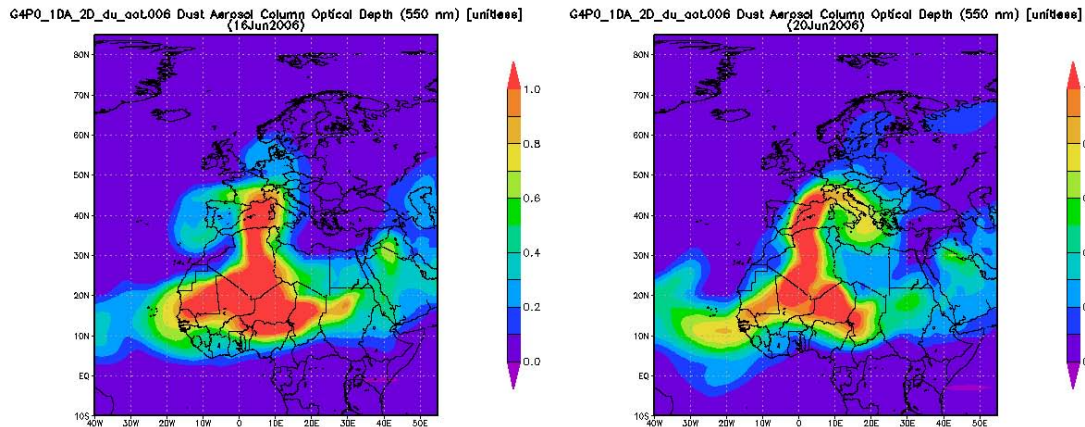 G4P0_1DA_2D_du_aot.006 Dust Aerosol Column Optical Depth (550 nm) [unitless]
(16Jun2006)
80N
70N
60N
50N
40N
30N
20N
10N
EQ
10S
40W 30W 20W 10W 0 10E 20E 30E 40E 50E
1.0
0.8
0.6
0.4
0.2
0.0
G4P0_1DA_2D_du_aot.006 Dust Aerosol Column Optical Depth (550 nm) [unitless]
(20Jun2006)
80N
70N
60N
50N
40N
30N
20N
10N
EQ
10S
40W 30W 20W 10W 0 10E 20E 30E 40E 50E